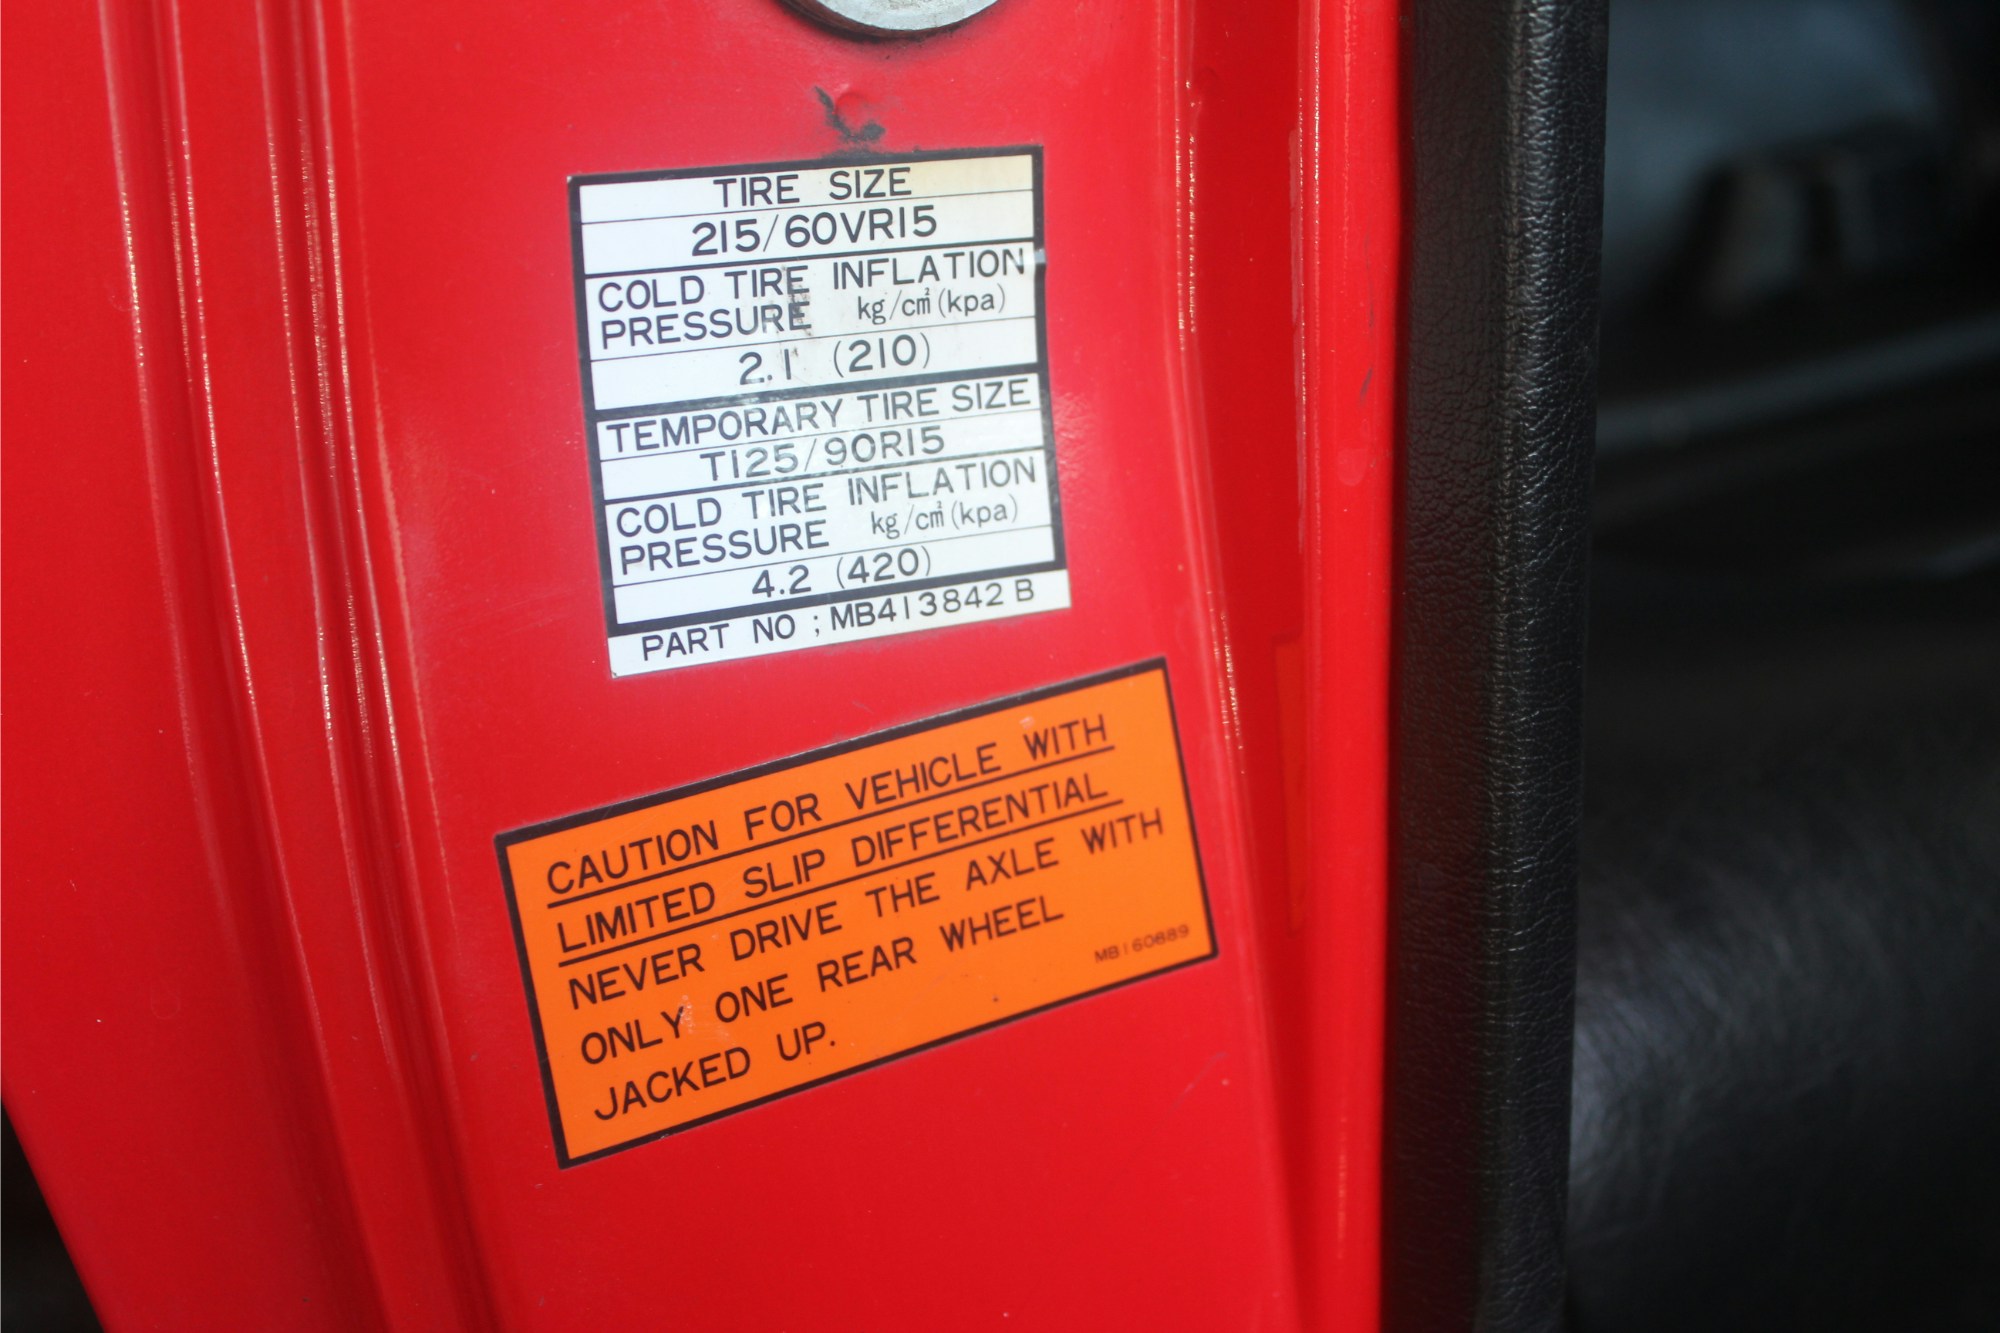 TIRE SIZE
215/60VR15
COLD TIRE INFLATION
PRESSURE kg/cm² (kpa)
2.1 (210)
TEMPORARY TIRE SIZE
T125/90R15
COLD TIRE INFLATION
PRESSURE kg/cm² (kpa)
4.2 (420)
PART NO ; MB413842 B
CAUTION FOR VEHICLE WITH
LIMITED SLIP DIFFERENTIAL
NEVER DRIVE THE AXLE WITH
ONLY ONE REAR WHEEL
JACKED UP.